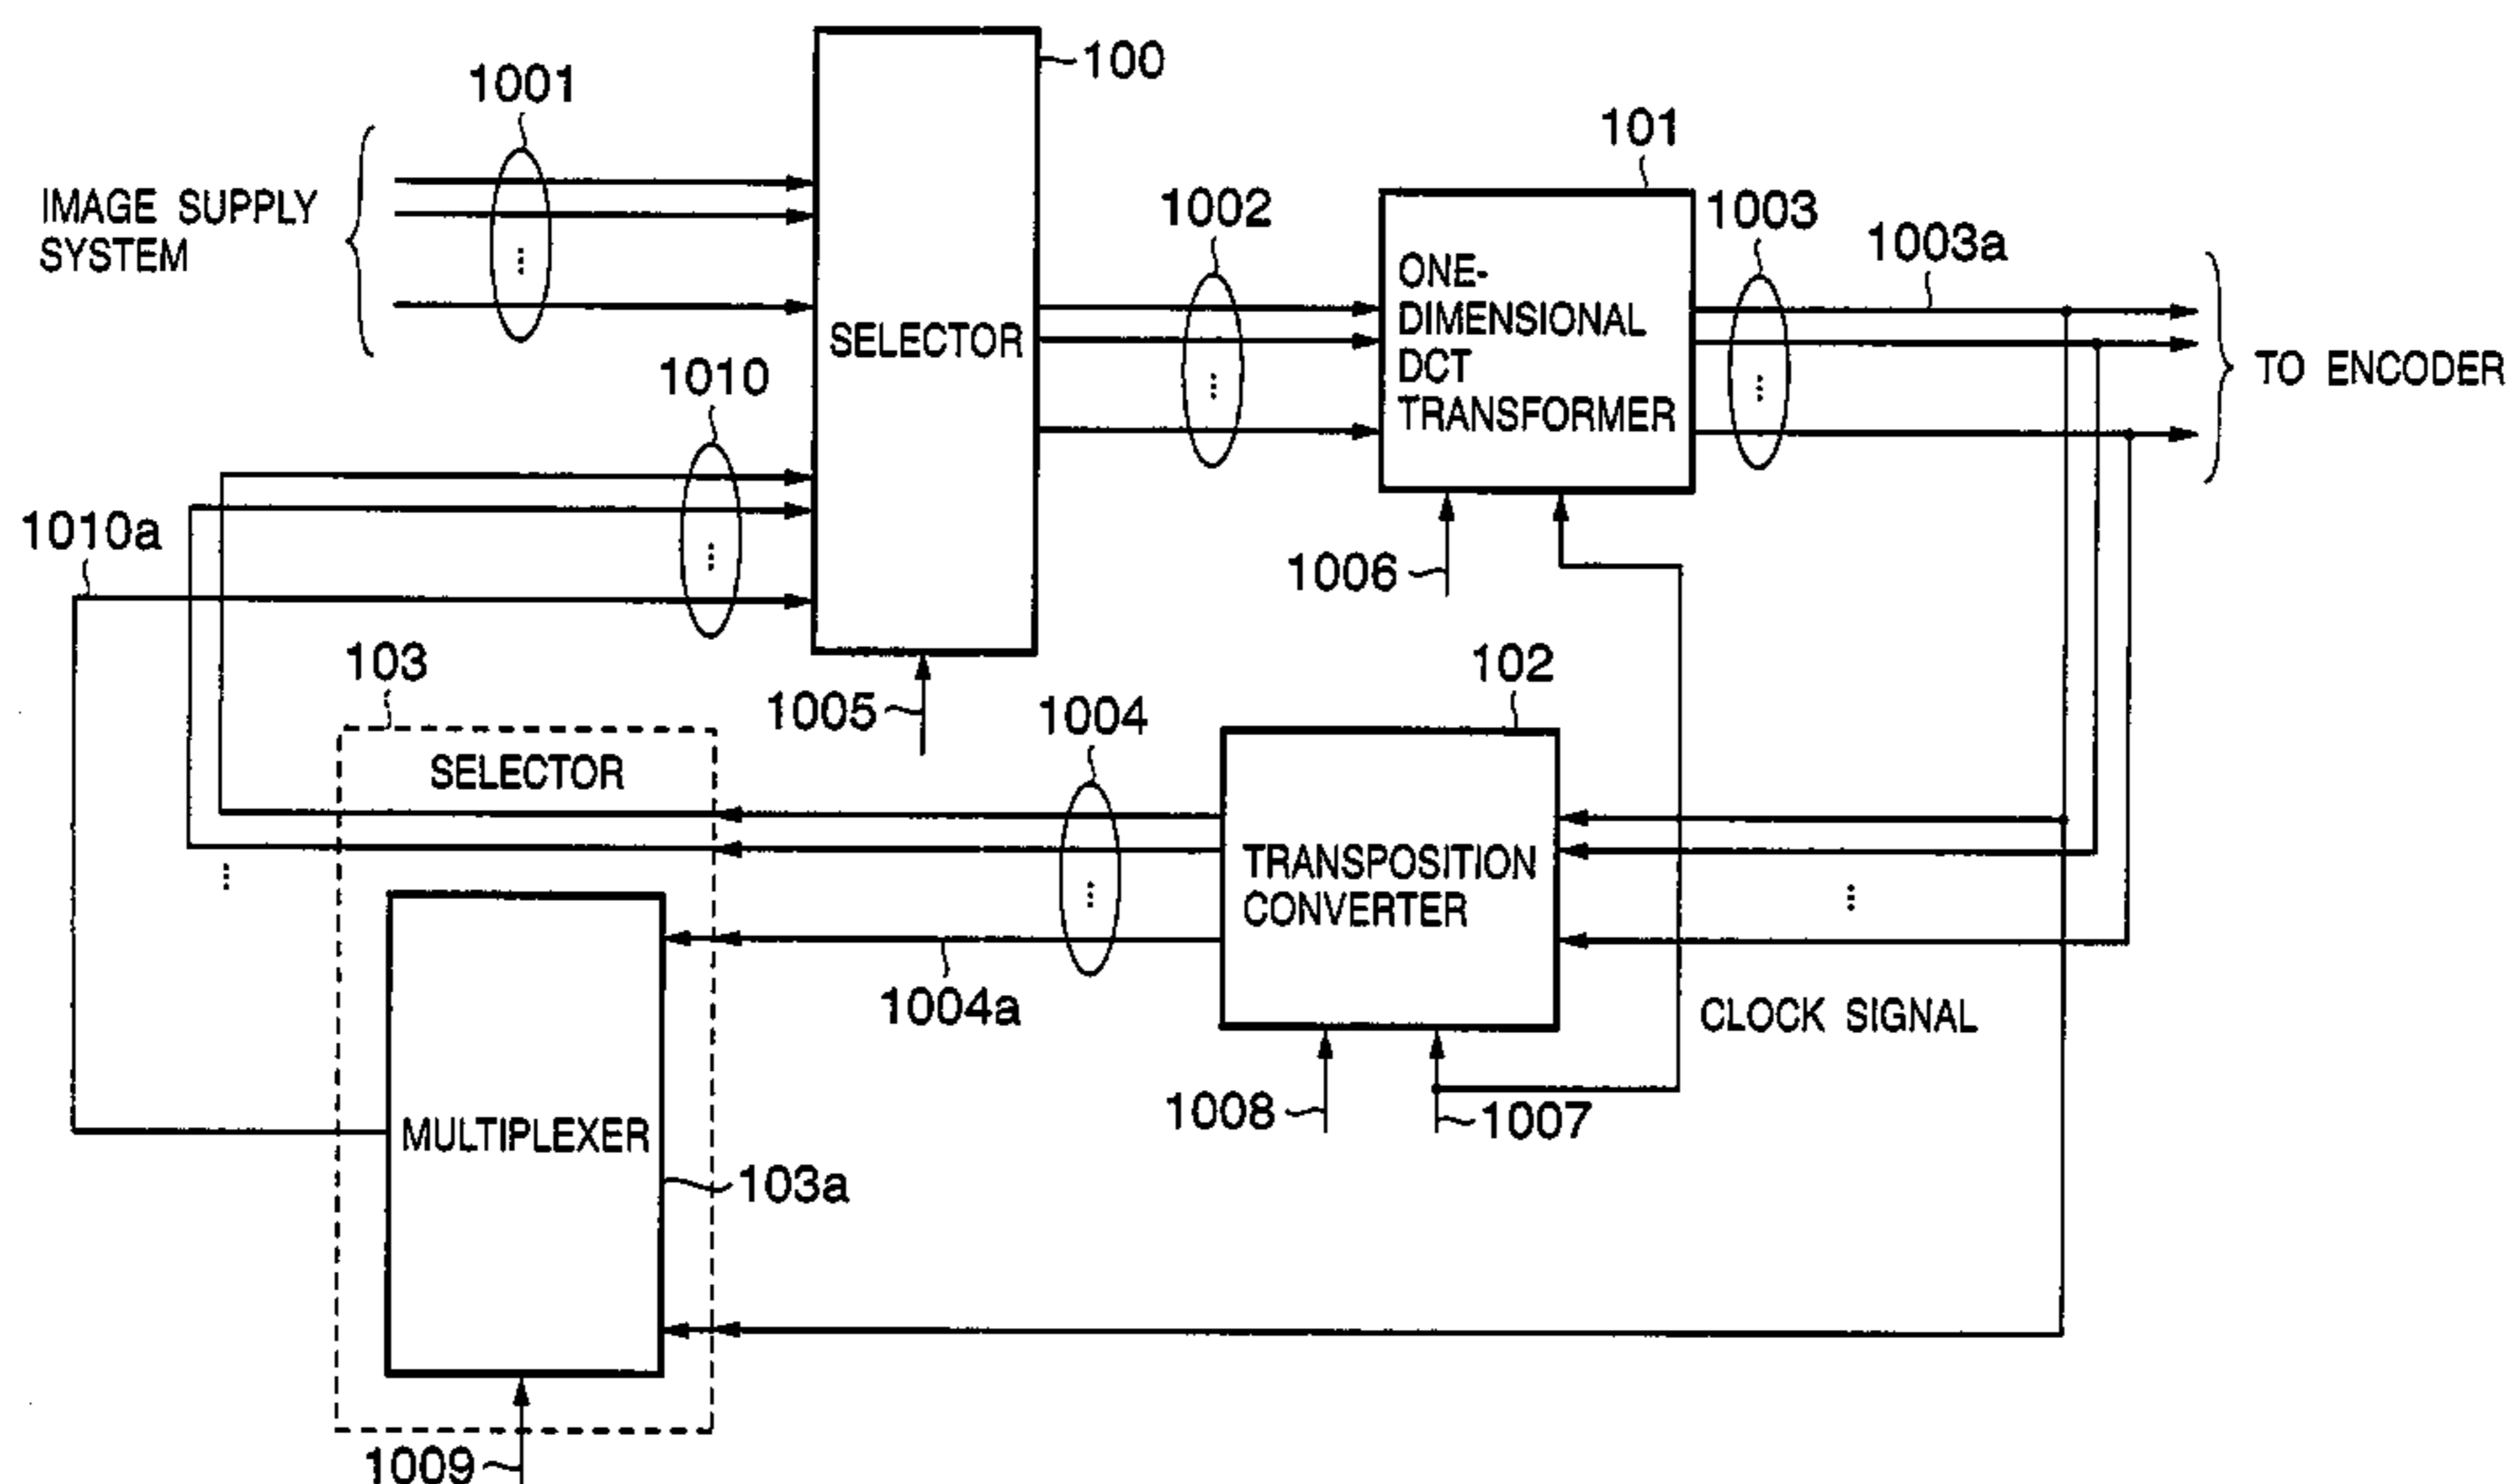 100
1001
101
IMAGE SUPPLY
SYSTEM
1002
1003
1003a
ONE-
DIMENSIONAL
DCT
TRANSFORMER
SELECTOR
TO ENCODER
1010
1010a
1006
103
102
1005
1004
SELECTOR
TRANSPOSITION
CONVERTER
1004a
CLOCK SIGNAL
1008
1007
MULTIPLEXER
103a
1009